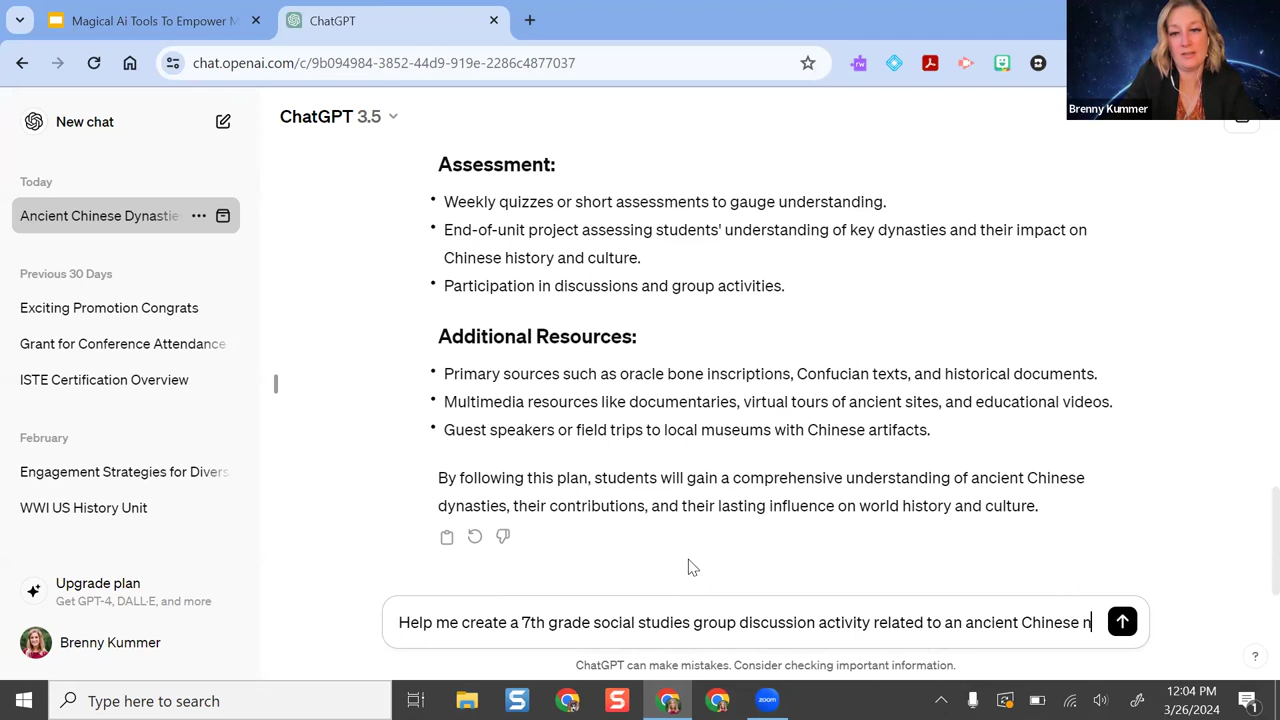 Magical Ai Tools To Empower M
ChatGPT
chat.openai.com/c/9b094984-3852-44d9-919e-2286c4877037
Brenny Kummer
New chat
ChatGPT 3.5
Today
Ancient Chinese Dynastie
Previous 30 Days
Exciting Promotion Congrats
Grant for Conference Attendance
ISTE Certification Overview
February
Engagement Strategies for Divers
WWI US History Unit
Upgrade plan
Get GPT-4, DALL·E, and more
Brenny Kummer
Assessment:
• Weekly quizzes or short assessments to gauge understanding.
• End-of-unit project assessing students' understanding of key dynasties and their impact on
Chinese history and culture.
• Participation in discussions and group activities.
Additional Resources:
• Primary sources such as oracle bone inscriptions, Confucian texts, and historical documents.
• Multimedia resources like documentaries, virtual tours of ancient sites, and educational videos.
• Guest speakers or field trips to local museums with Chinese artifacts.
By following this plan, students will gain a comprehensive understanding of ancient Chinese
dynasties, their contributions, and their lasting influence on world history and culture.
Help me create a 7th grade social studies group discussion activity related to an ancient Chinese n
ChatGPT can make mistakes. Consider checking important information.
?
Type here to search
S
S
zoom
12:04 PM
3/26/2024
1